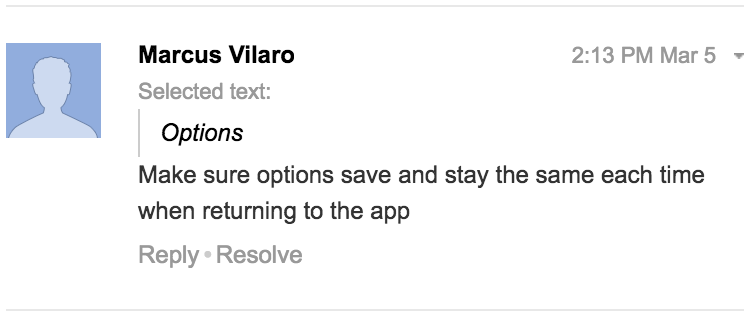 Marcus Vilaro 2:13 PM Mar 5
Selected text:
Options
Make sure options save and stay the same each time
when returning to the app
Reply • Resolve